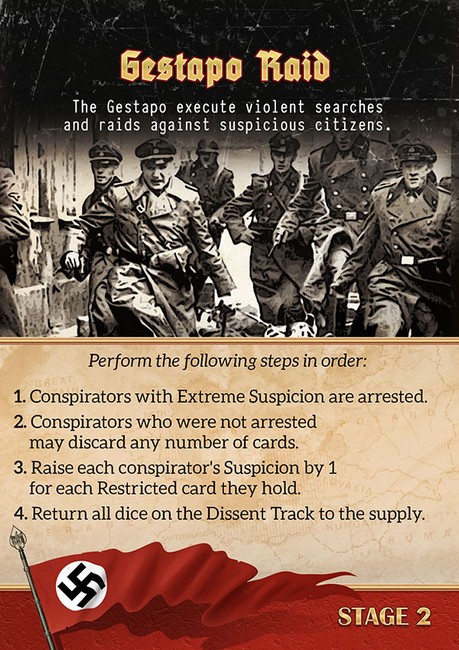 Gestapo Raid
The Gestapo execute violent searches
and raids against suspicious citizens.
Perform the following steps in order:
1. Conspirators with Extreme Suspicion are arrested.
2. Conspirators who were not arrested
may discard any number of cards.
3. Raise each conspirator's Suspicion by 1
for each Restricted card they hold.
4. Return all dice on the Dissent Track to the supply.
STAGE 2